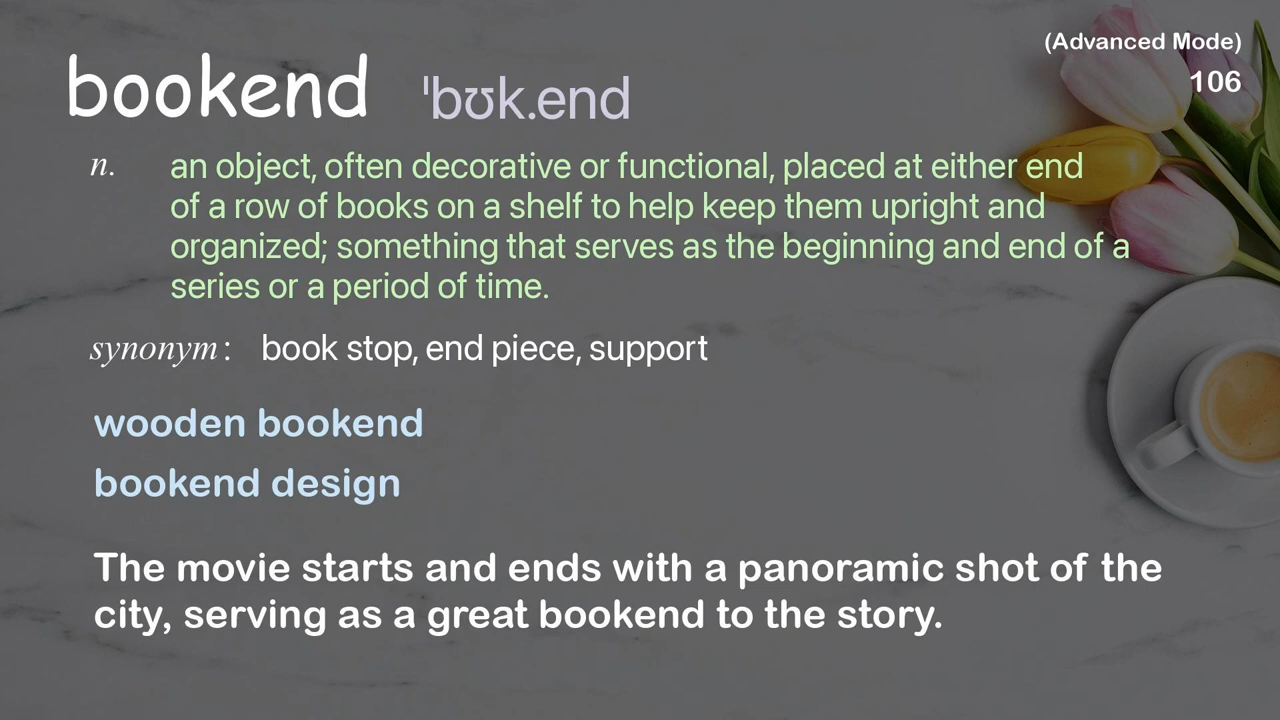 (Advanced Mode)
106
bookend ˈbʊk.end
n. an object, often decorative or functional, placed at either end
of a row of books on a shelf to help keep them upright and
organized; something that serves as the beginning and end of a
series or a period of time.
synonym: book stop, end piece, support
wooden bookend
bookend design
The movie starts and ends with a panoramic shot of the
city, serving as a great bookend to the story.